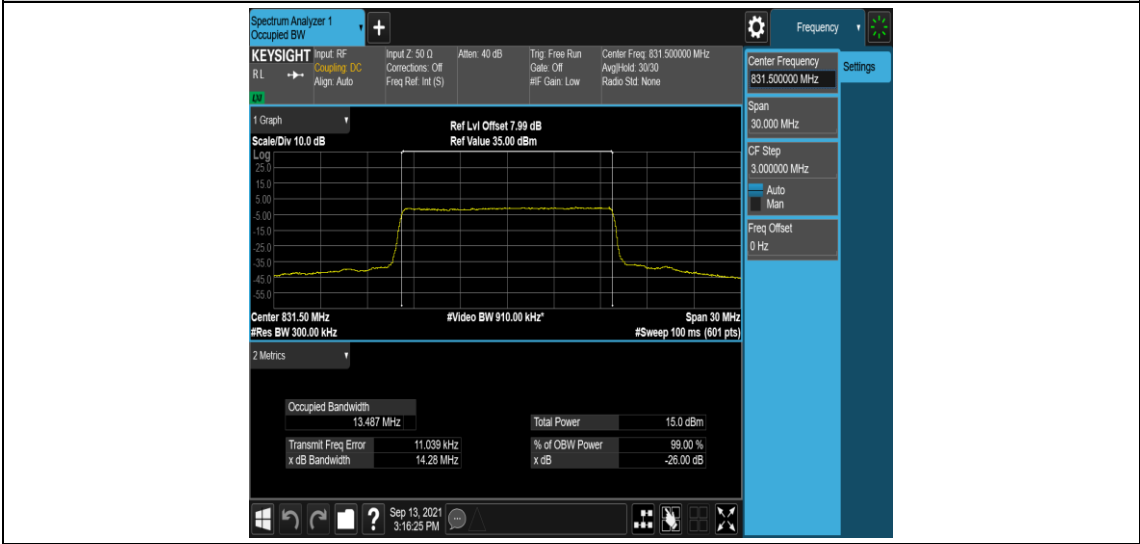 Spectrum Analyzer 1
Occupied BW
+
Frequency
KEYSIGHT Input: RF Input Z: 50 Ω Atten: 40 dB Trig: Free Run Center Freq: 831.500000 MHz
RL Coupling: DC Corrections: Off Gate: Off Avg|Hold: 30/30
Align: Auto Freq Ref: Int (S) #IF Gain: Low Radio Std: None
LM
Center Frequency
831.500000 MHz
Settings
Span
30.000 MHz
CF Step
3.000000 MHz
Auto
Man
Freq Offset
0 Hz
1 Graph
Ref Lvl Offset 7.99 dB
Scale/Div 10.0 dB Ref Value 35.00 dBm
Log
25.0
15.0
5.00
-5.00
-15.0
-25.0
-35.0
-45.0
-55.0
Center 831.50 MHz #Video BW 910.00 kHz* Span 30 MHz
#Res BW 300.00 kHz #Sweep 100 ms (601 pts)
2 Metrics
Occupied Bandwidth
13.487 MHz
Total Power 15.0 dBm
Transmit Freq Error 11.039 kHz % of OBW Power 99.00 %
x dB Bandwidth 14.28 MHz x dB -26.00 dB
? Sep 13, 2021
3:16:25 PM